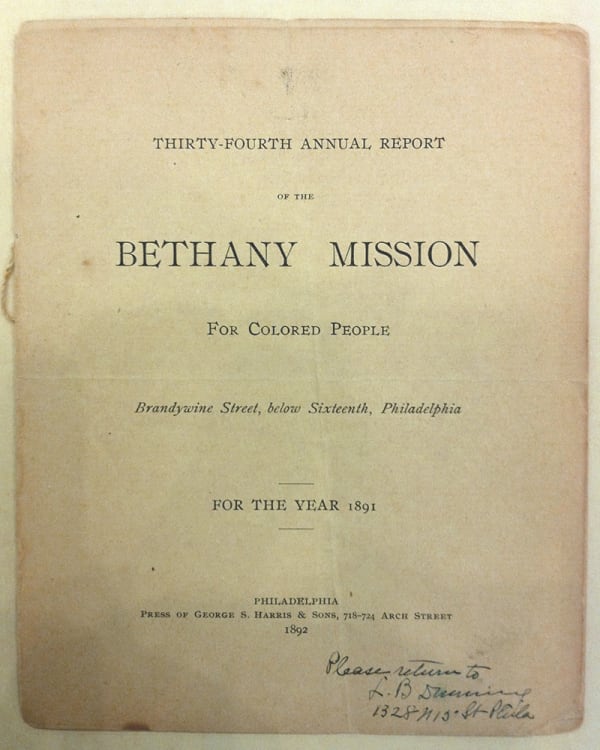 THIRTY-FOURTH ANNUAL REPORT
OF THE
BETHANY MISSION
FOR COLORED PEOPLE
Brandywine Street, below Sixteenth, Philadelphia
FOR THE YEAR 1891
PHILADELPHIA
PRESS OF GEORGE S. HARRIS & SONS, 718-724 ARCH STREET
1892
Please return to
L. B
1328 N 15" St Phila